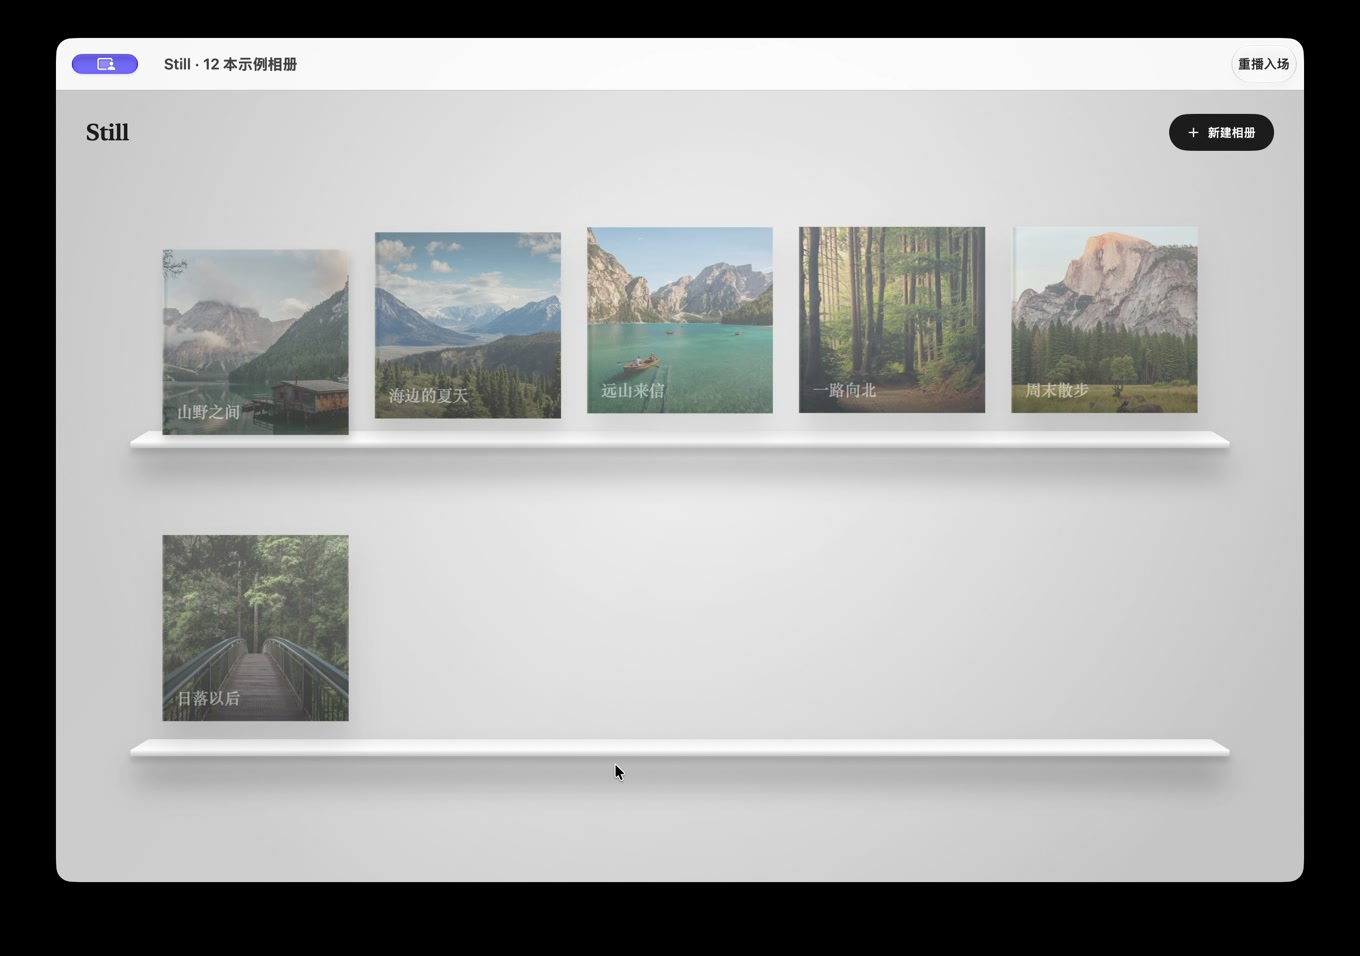 Still · 12 本示例相册
重播入场
Still
+ 新建相册
山野之间
海边的夏天
远山来信
一路向北
周末散步
日落以后